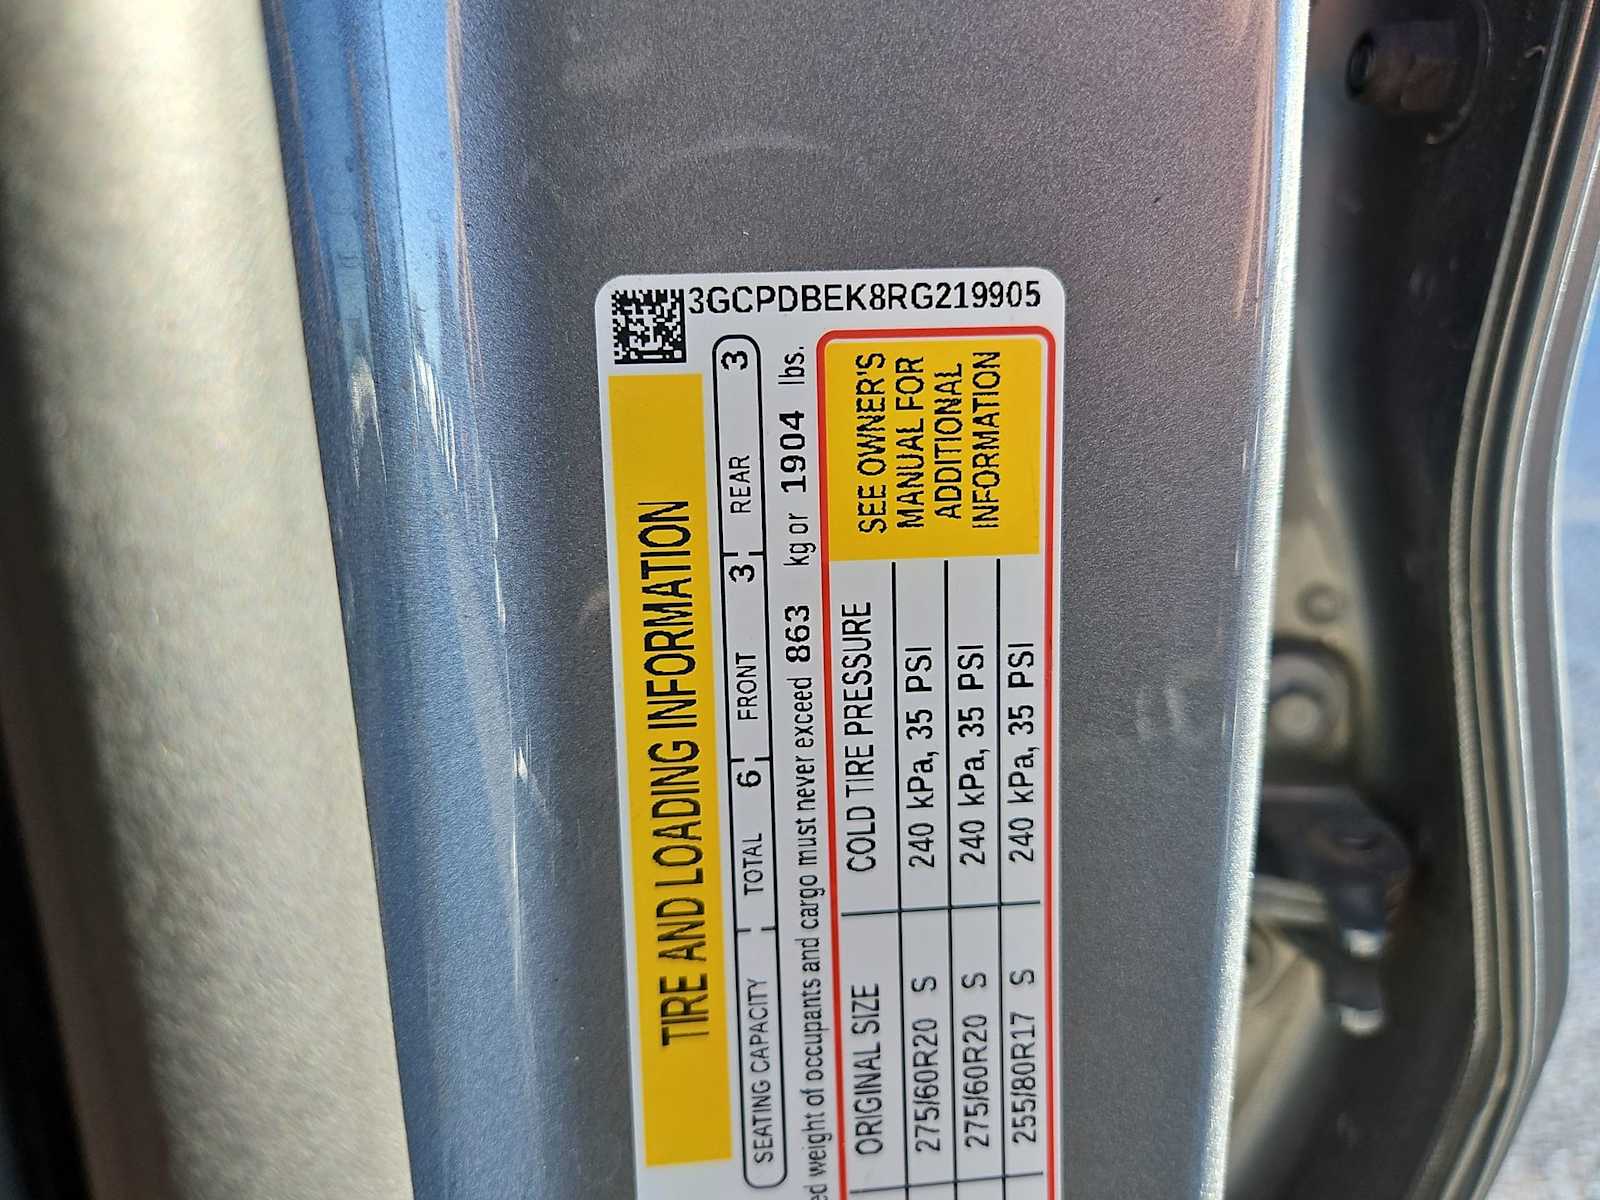 3GCPDBEK8RG219905
TIRE AND LOADING INFORMATION
SEATING CAPACITY TOTAL 6 FRONT 3 REAR 3
weight of occupants and cargo must never exceed 863 kg or 1904 lbs.
ORIGINAL SIZE COLD TIRE PRESSURE
275/60R20 S 240 kPa, 35 PSI
275/60R20 S 240 kPa, 35 PSI
255/80R17 S 240 kPa, 35 PSI
SEE OWNER'S
MANUAL FOR
ADDITIONAL
INFORMATION